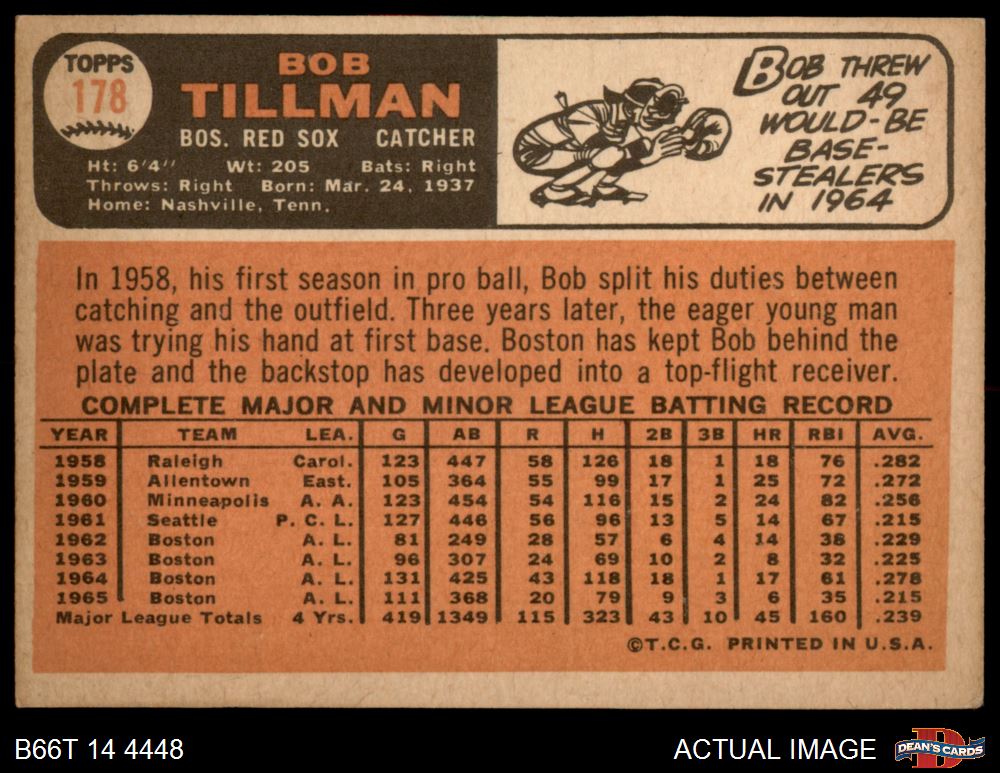 TOPPS
178
BOB
TILLMAN
BOS. RED SOX CATCHER
Ht: 6'4" Wt: 205 Bats: Right
Throws: Right Born: Mar. 24, 1937
Home: Nashville, Tenn.
BOB THREW
OUT 49
WOULD-BE
BASE-
STEALERS
IN 1964
In 1958, his first season in pro ball, Bob split his duties between
catching and the outfield. Three years later, the eager young man
was trying his hand at first base. Boston has kept Bob behind the
plate and the backstop has developed into a top-flight receiver.
COMPLETE MAJOR AND MINOR LEAGUE BATTING RECORD
YEAR TEAM LEA. G AB R H 2B 3B HR RBI AVG.
1958 Raleigh Carol. 123 447 58 126 18 1 18 76 .282
1959 Allentown East. 105 364 55 99 17 1 25 72 .272
1960 Minneapolis A. A. 123 454 54 116 15 2 24 82 .256
1961 Seattle P. C. L. 127 446 56 96 13 5 14 67 .215
1962 Boston A. L. 81 249 28 57 6 4 14 38 .229
1963 Boston A. L. 96 307 24 69 10 2 8 32 .225
1964 Boston A. L. 131 425 43 118 18 1 17 61 .278
1965 Boston A. L. 111 368 20 79 9 3 6 35 .215
Major League Totals 4 Yrs. 419 1349 115 323 43 10 45 160 .239
©T.C.G. PRINTED IN U.S.A.
B66T 14 4448
ACTUAL IMAGE
D
DEAN'S CARDS